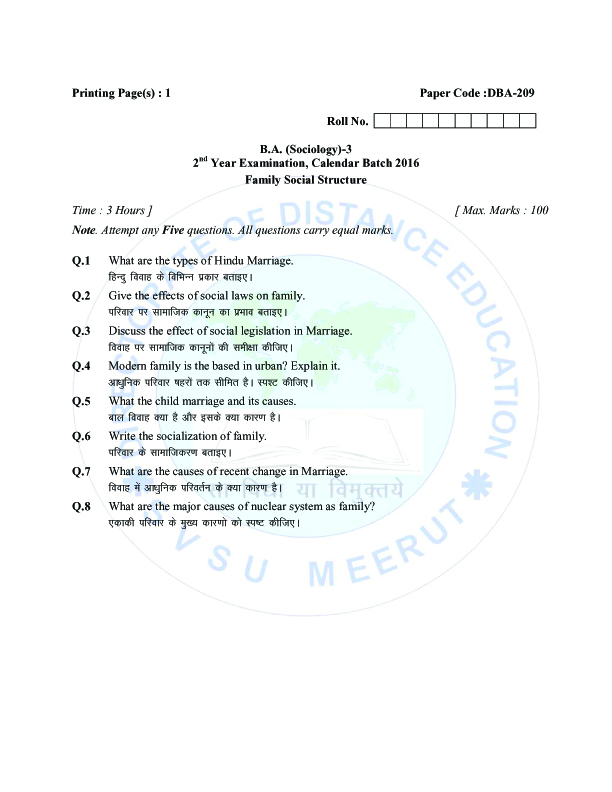 Printing Page(s) : 1 Paper Code :DBA-209
Roll No.
B.A. (Sociology)-3
2nd Year Examination, Calendar Batch 2016
Family Social Structure
Time : 3 Hours ] [ Max. Marks : 100
Note. Attempt any Five questions. All questions carry equal marks.
Q.1 What are the types of Hindu Marriage.
हिन्दु विवाह के विभिन्न प्रकार बताइए।
Q.2 Give the effects of social laws on family.
परिवार पर सामाजिक कानून का प्रभाव बताइए।
Q.3 Discuss the effect of social legislation in Marriage.
विवाह पर सामाजिक कानूनों की समीक्षा कीजिए।
Q.4 Modern family is the based in urban? Explain it.
आधुनिक परिवार षहरों तक सीमित है। स्पश्ट कीजिए।
Q.5 What the child marriage and its causes.
बाल विवाह क्या है और इसके क्या कारण है।
Q.6 Write the socialization of family.
परिवार के सामाजिकरण बताइए।
Q.7 What are the causes of recent change in Marriage.
विवाह में आधुनिक परिवर्तन के क्या कारण है।
Q.8 What are the major causes of nuclear system as family?
एकाकी परिवार के मुख्य कारणो को स्पष्ट कीजिए।
DIRECTORATE OF DISTANCE EDUCATION
सा विद्या या विमुक्तये
SVSU MEERUT